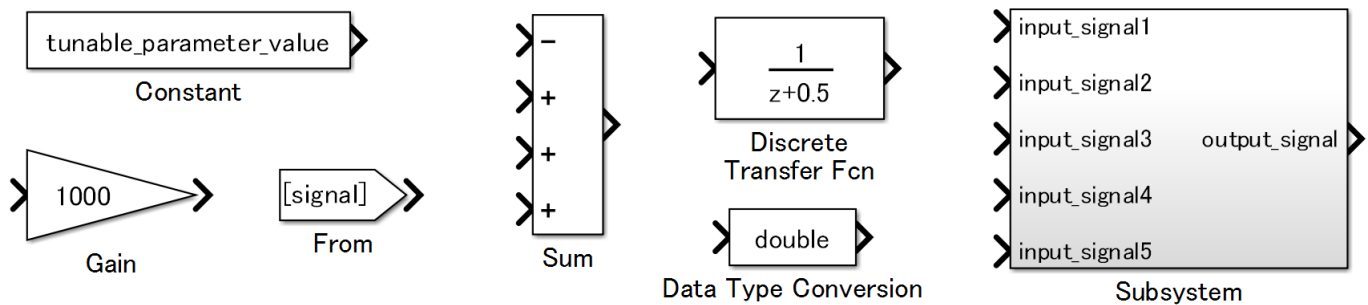 tunable_parameter_value
Constant
1000
Gain
[signal]
From
−
+
+
+
Sum
1
z+0.5
Discrete
Transfer Fcn
double
Data Type Conversion
input_signal1
input_signal2
input_signal3
output_signal
input_signal4
input_signal5
Subsystem